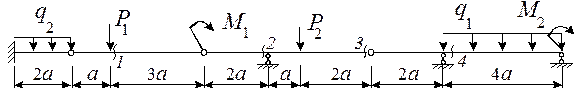 q₂ P₁ M₁ P₂ q₁ M₂
1 2 3 4
2a a 3a 2a a 2a 2a 4a